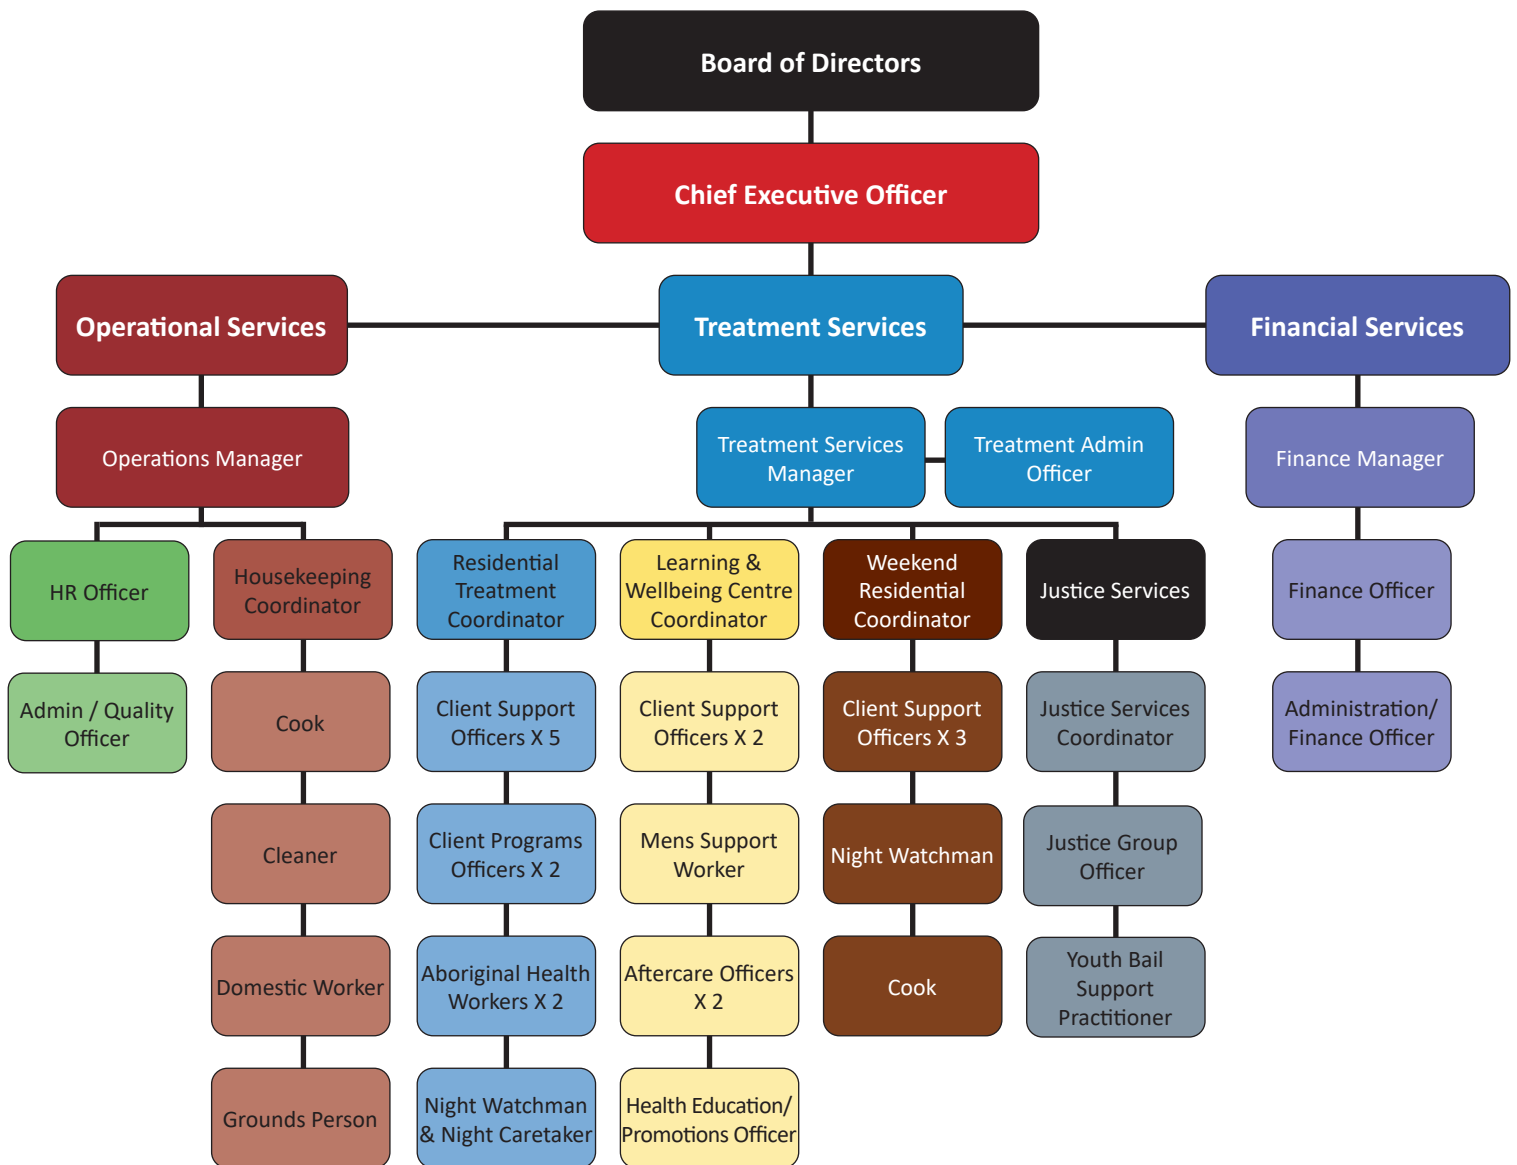 Board of Directors
Chief Executive Officer
Operational Services
Treatment Services
Financial Services
Operations Manager
Treatment Services
Manager
Treatment Admin
Officer
Finance Manager
HR Officer
Housekeeping
Coordinator
Residential
Treatment
Coordinator
Learning &
Wellbeing Centre
Coordinator
Weekend
Residential
Coordinator
Justice Services
Finance Officer
Admin / Quality
Officer
Cook
Client Support
Officers X 5
Client Support
Officers X 2
Client Support
Officers X 3
Justice Services
Coordinator
Administration/
Finance Officer
Cleaner
Client Programs
Officers X 2
Mens Support
Worker
Night Watchman
Justice Group
Officer
Domestic Worker
Aboriginal Health
Workers X 2
Aftercare Officers
X 2
Cook
Youth Bail
Support
Practitioner
Grounds Person
Night Watchman
& Night Caretaker
Health Education/
Promotions Officer